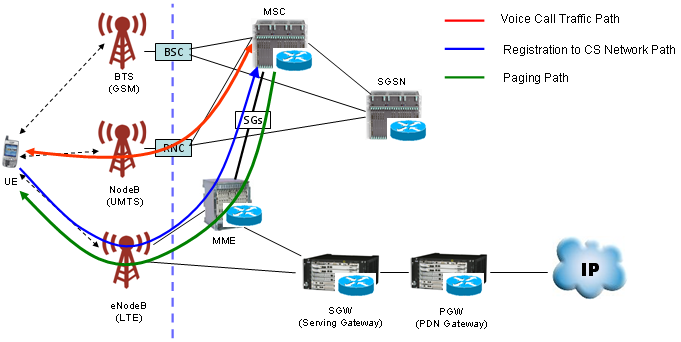 MSC
Voice Call Traffic Path
Registration to CS Network Path
Paging Path
BSC
BTS
(GSM)
SGSN
SGs
RNC
UE
NodeB
(UMTS)
MME
IP
eNodeB
(LTE)
SGW
(Serving Gateway)
PGW
(PDN Gateway)